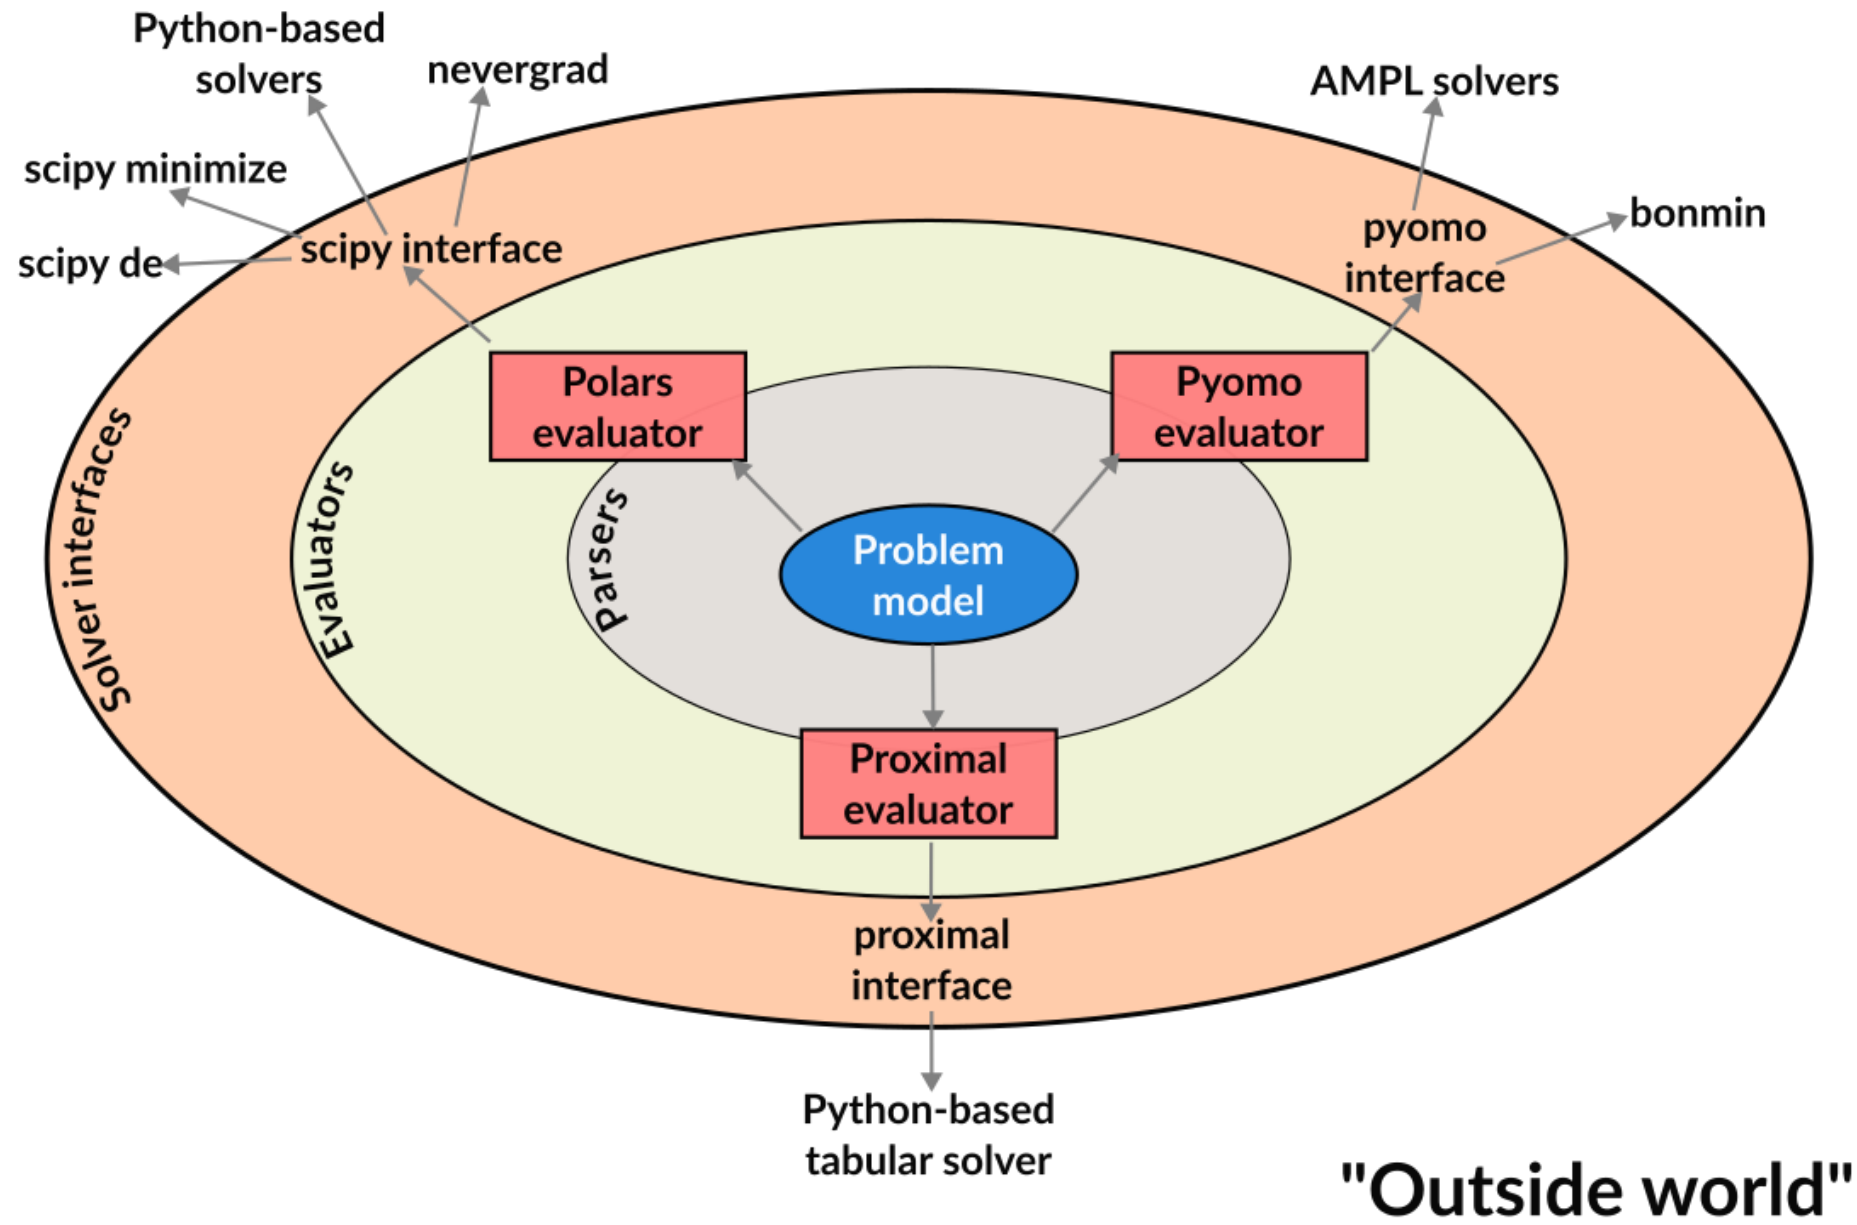 Python-based
solvers
nevergrad
AMPL solvers
scipy minimize
bonmin
scipy de
scipy interface
pyomo
interface
Polars
evaluator
Pyomo
evaluator
Solver interfaces
Evaluators
Parsers
Problem
model
Proximal
evaluator
proximal
interface
Python-based
tabular solver
"Outside world"